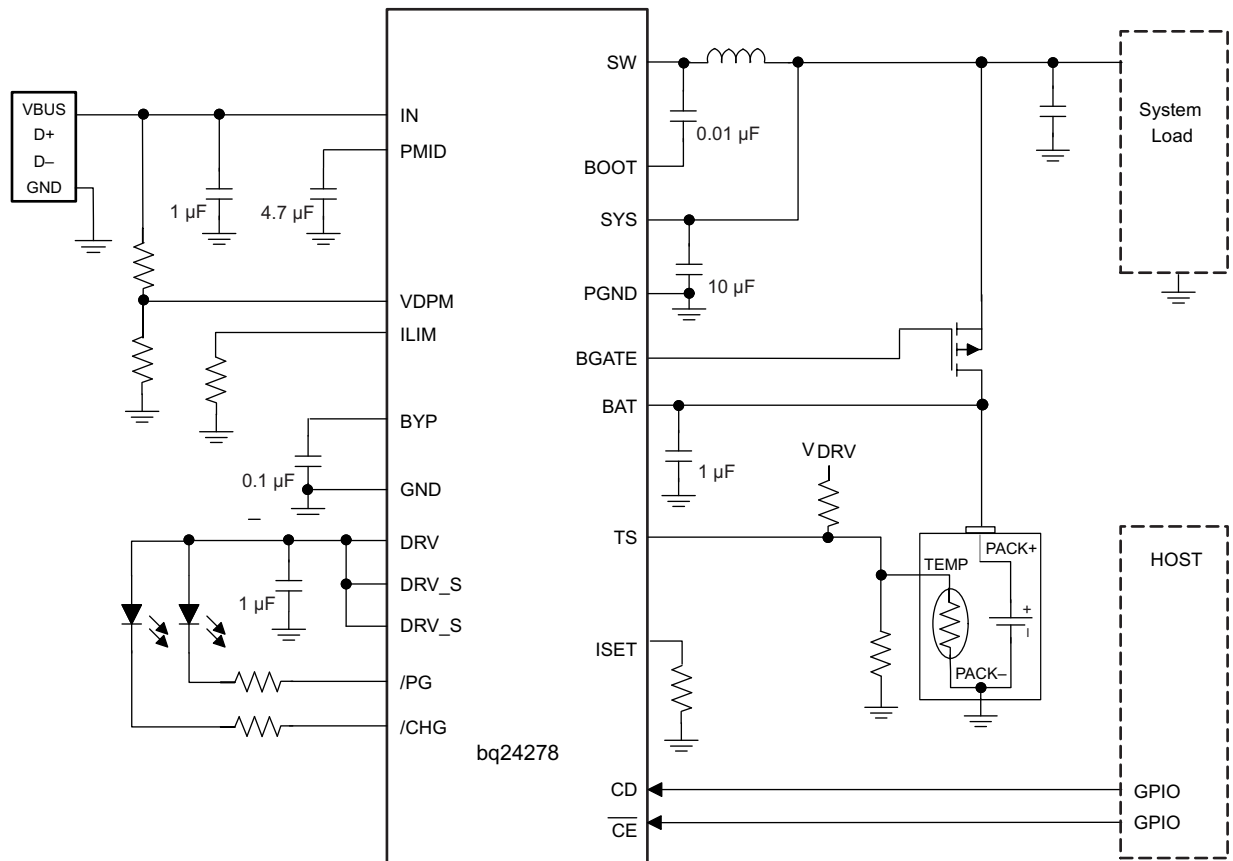 VBUS
D+
D–
GND
1 µF
4.7 µF
0.1 µF
1 µF
IN
PMID
VDPM
ILIM
BYP
GND
DRV
DRV_S
DRV_S
/PG
/CHG
bq24278
SW
BOOT
SYS
PGND
BGATE
BAT
TS
ISET
CD
CE
0.01 µF
10 µF
1 µF
V DRV
System
Load
TEMP
PACK+
+
–
PACK–
HOST
GPIO
GPIO